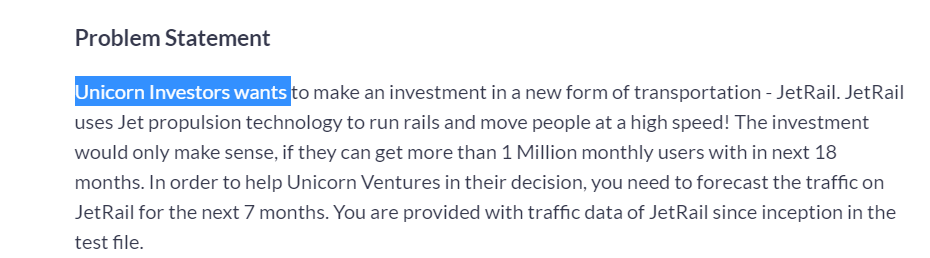 Problem Statement
Unicorn Investors wants to make an investment in a new form of transportation - JetRail. JetRail
uses Jet propulsion technology to run rails and move people at a high speed! The investment
would only make sense, if they can get more than 1 Million monthly users with in next 18
months. In order to help Unicorn Ventures in their decision, you need to forecast the traffic on
JetRail for the next 7 months. You are provided with traffic data of JetRail since inception in the
test file.